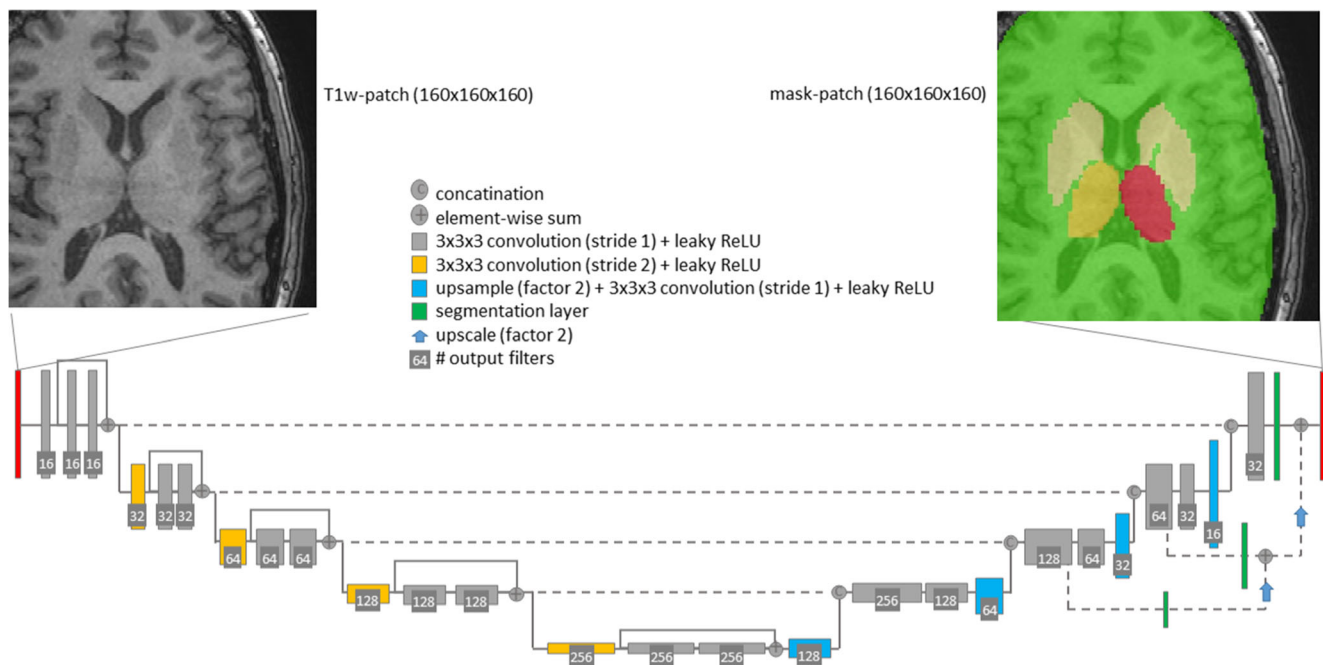 T1w-patch (160x160x160)
mask-patch (160x160x160)
C concatination
+ element-wise sum
3x3x3 convolution (stride 1) + leaky ReLU
3x3x3 convolution (stride 2) + leaky ReLU
upsample (factor 2) + 3x3x3 convolution (stride 1) + leaky ReLU
segmentation layer
upscale (factor 2)
64 # output filters
16 16 16 + C 32 +
32 32 32 + C 64 32 16
64 64 64 + C 128 64 32 +
128 128 128 + C 256 128 64
256 256 256 + 128